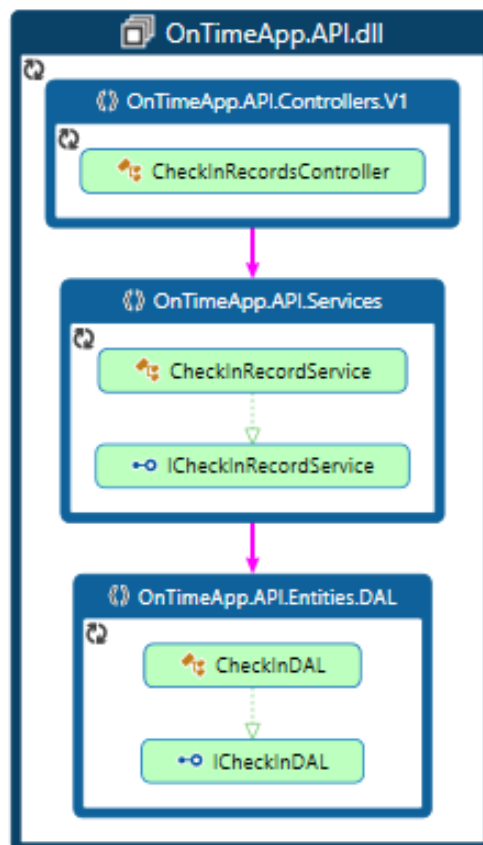 OnTimeApp.API.dll
OnTimeApp.API.Controllers.V1
CheckInRecordsController
OnTimeApp.API.Services
CheckInRecordService
ICheckInRecordService
OnTimeApp.API.Entities.DAL
CheckInDAL
ICheckInDAL